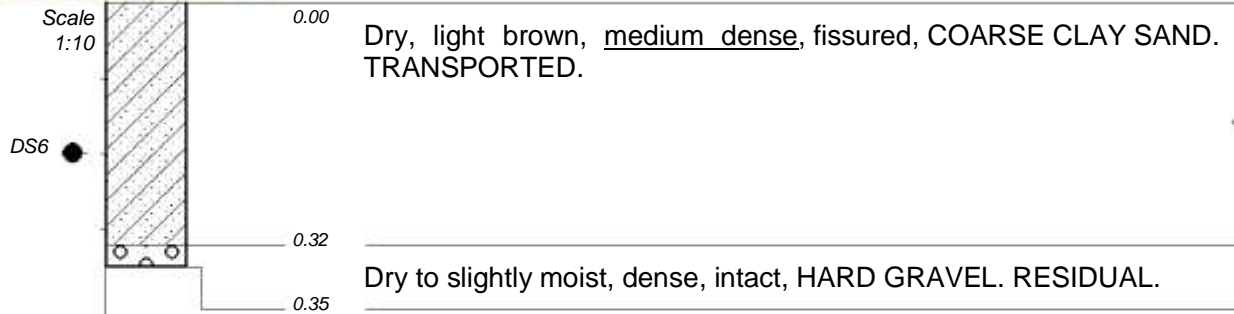 Scale
1:10
0.00
Dry, light brown, medium dense, fissured, COARSE CLAY SAND.
TRANSPORTED.
DS6
0.32
Dry to slightly moist, dense, intact, HARD GRAVEL. RESIDUAL.
0.35